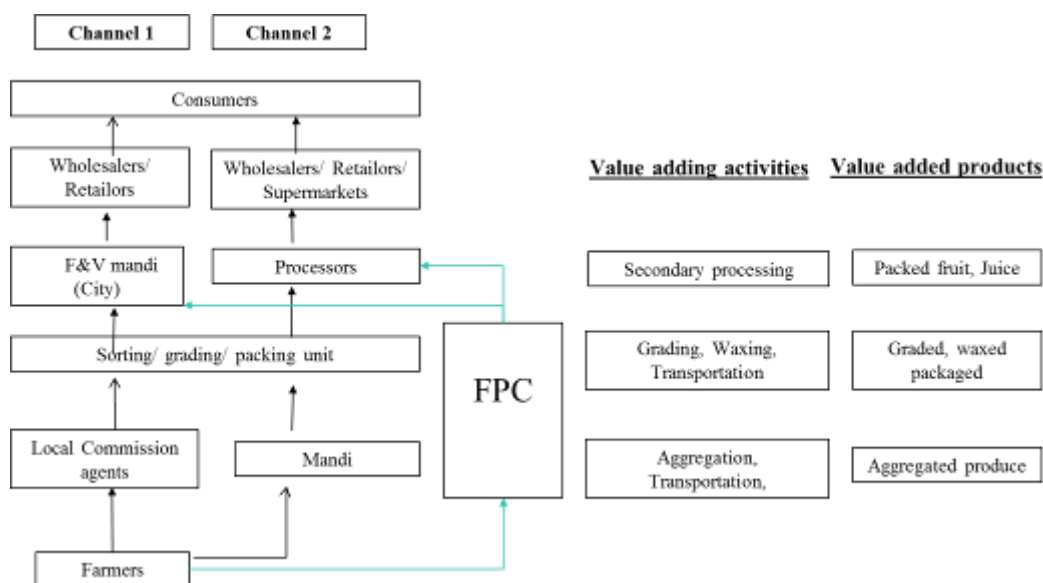 Channel 1
Channel 2
Consumers
Wholesalers/
Retailors
Wholesalers/ Retailors/
Supermarkets
Value adding activities
Value added products
F&V mandi
(City)
Processors
Secondary processing
Packed fruit, Juice
Sorting/ grading/ packing unit
FPC
Grading, Waxing,
Transportation
Graded, waxed
packaged
Local Commission
agents
Mandi
Aggregation,
Transportation,
Aggregated produce
Farmers